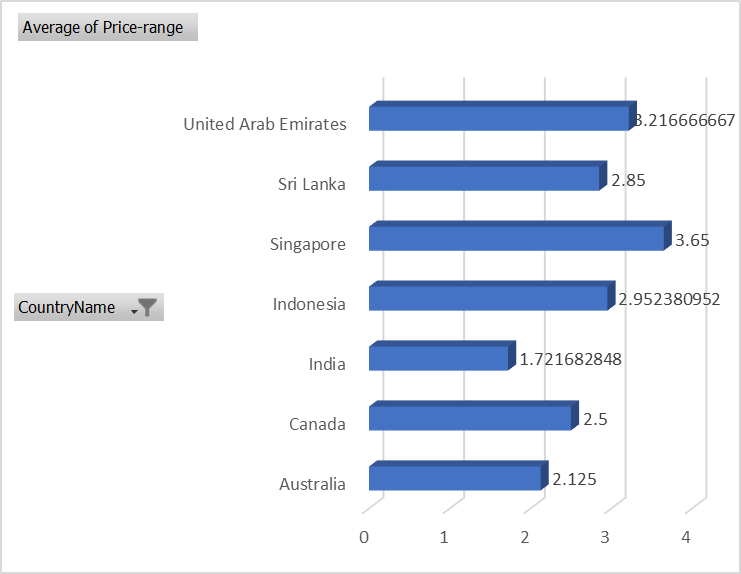 Average of Price-range
United Arab Emirates
3.216666667
Sri Lanka
2.85
Singapore
3.65
CountryName
Indonesia
2.952380952
India
1.721682848
Canada
2.5
Australia
2.125
0 1 2 3 4